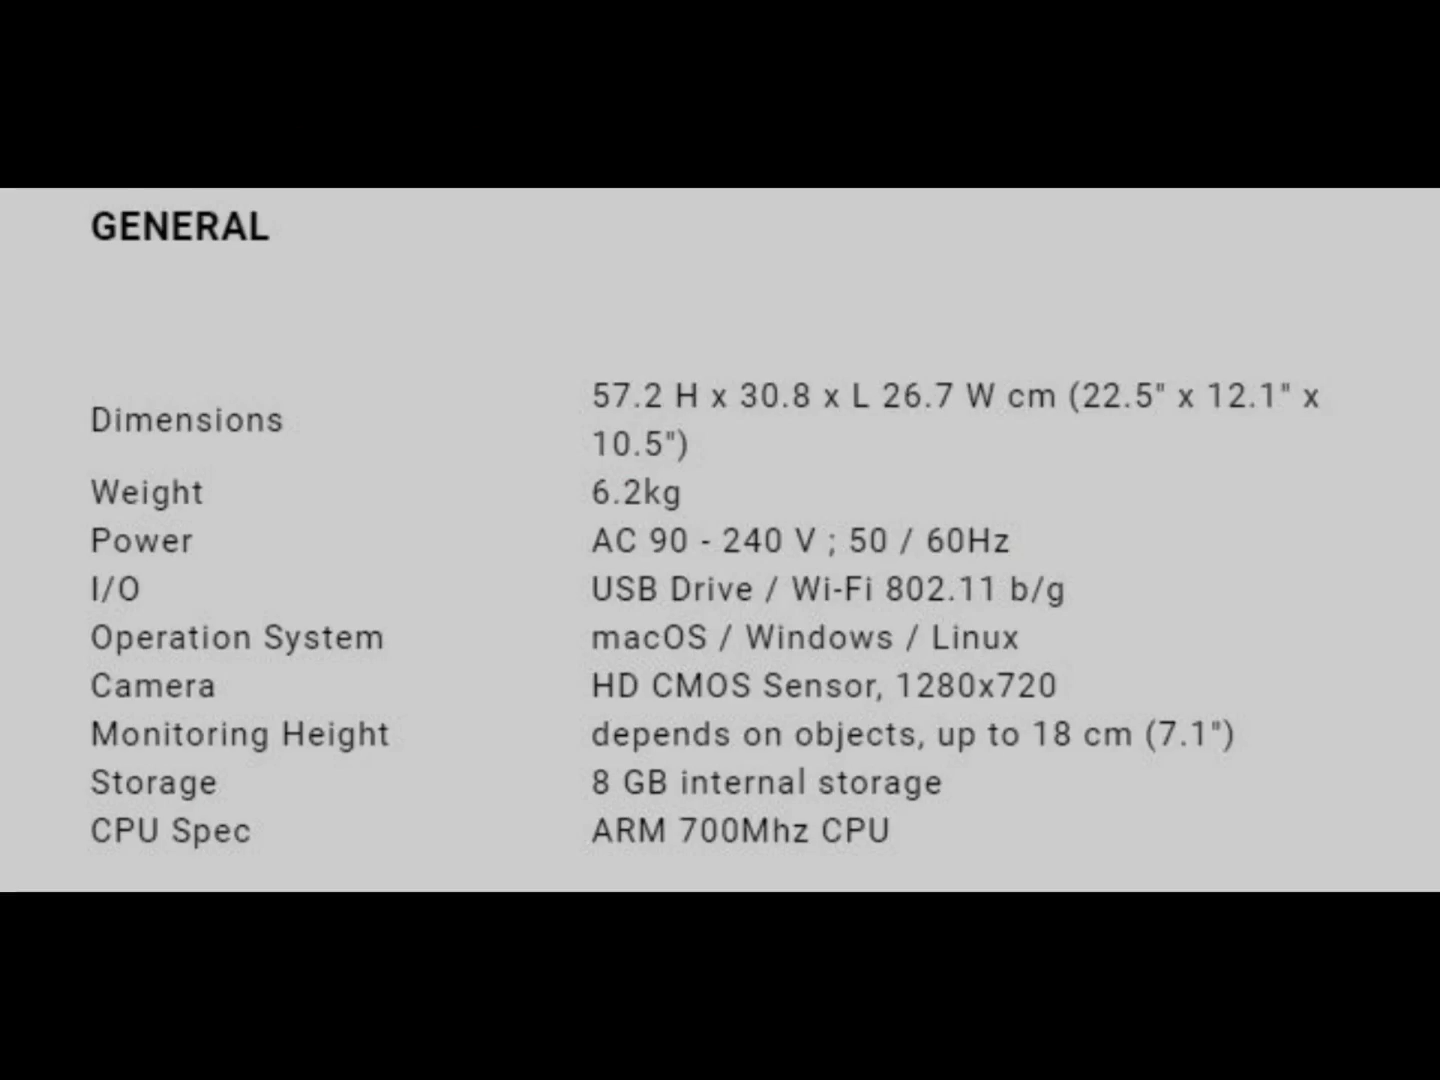 GENERAL
Dimensions
57.2 H x 30.8 x L 26.7 W cm (22.5" x 12.1" x
10.5")
Weight 6.2kg
Power AC 90 - 240 V ; 50 / 60Hz
I/O USB Drive / Wi-Fi 802.11 b/g
Operation System macOS / Windows / Linux
Camera HD CMOS Sensor, 1280x720
Monitoring Height depends on objects, up to 18 cm (7.1")
Storage 8 GB internal storage
CPU Spec ARM 700Mhz CPU